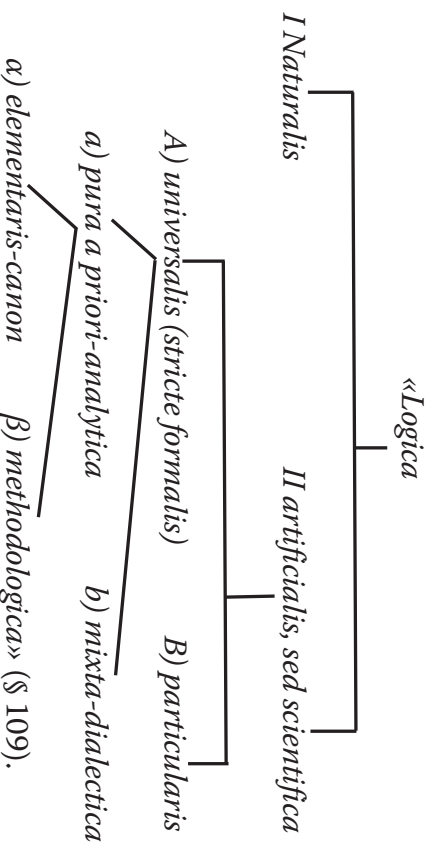 «Logica
I Naturalis II artificialis, sed scientifica
A) universalis (stricte formalis) B) particularis
a) pura a priori-analytica b) mixta-dialectica
α) elementaris-canon β) methodologica» (§ 109).